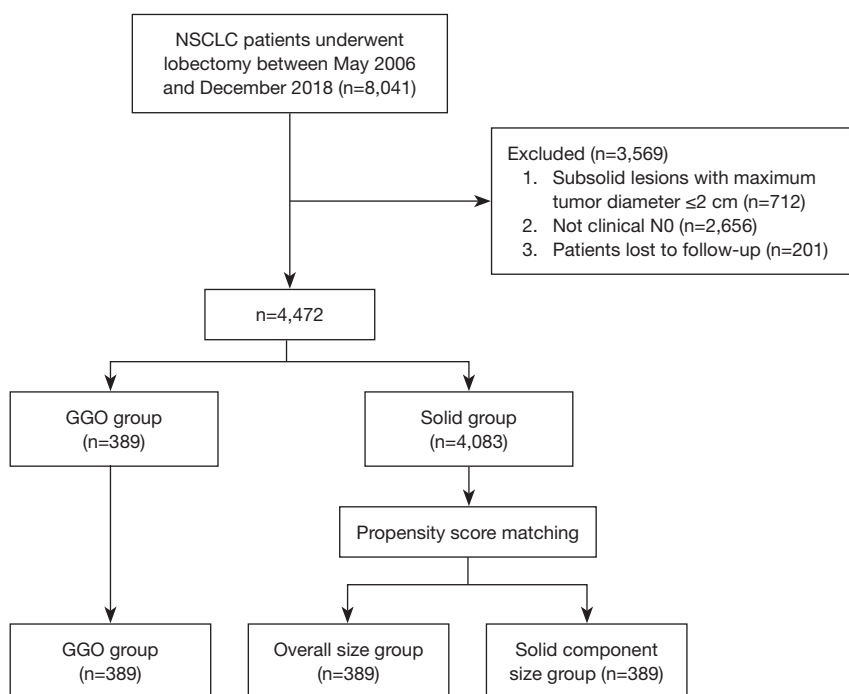 NSCLC patients underwent
lobectomy between May 2006
and December 2018 (n=8,041)
Excluded (n=3,569)
1. Subsolid lesions with maximum
tumor diameter ≤2 cm (n=712)
2. Not clinical N0 (n=2,656)
3. Patients lost to follow-up (n=201)
n=4,472
GGO group
(n=389)
Solid group
(n=4,083)
Propensity score matching
GGO group
(n=389)
Overall size group
(n=389)
Solid component
size group (n=389)